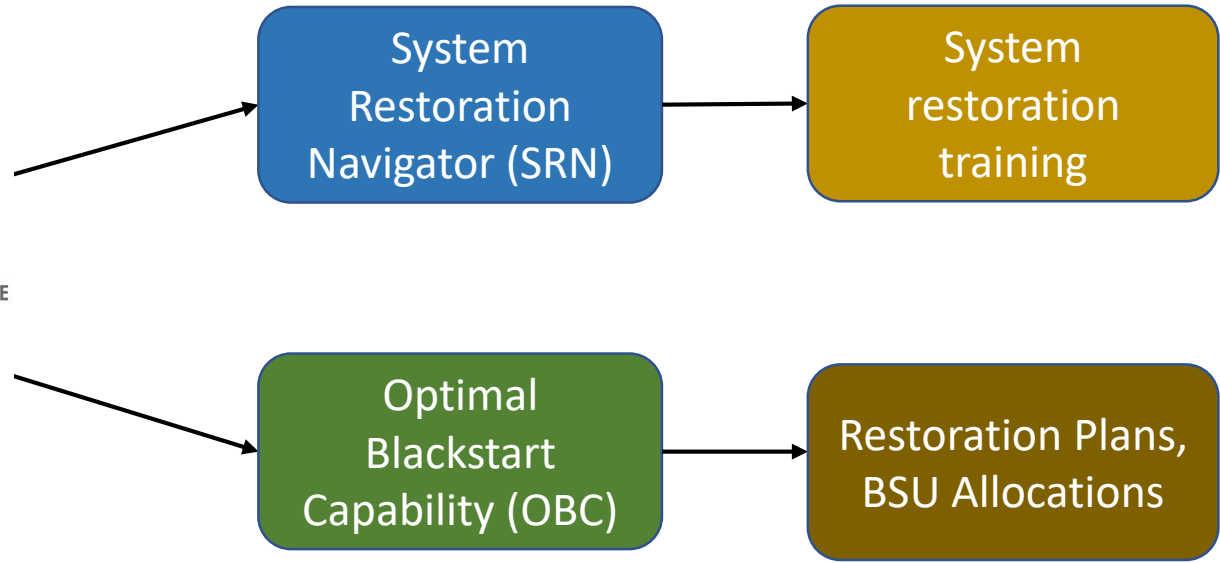 System
Restoration
Navigator (SRN)
System
restoration
training
E
Optimal
Blackstart
Capability (OBC)
Restoration Plans,
BSU Allocations